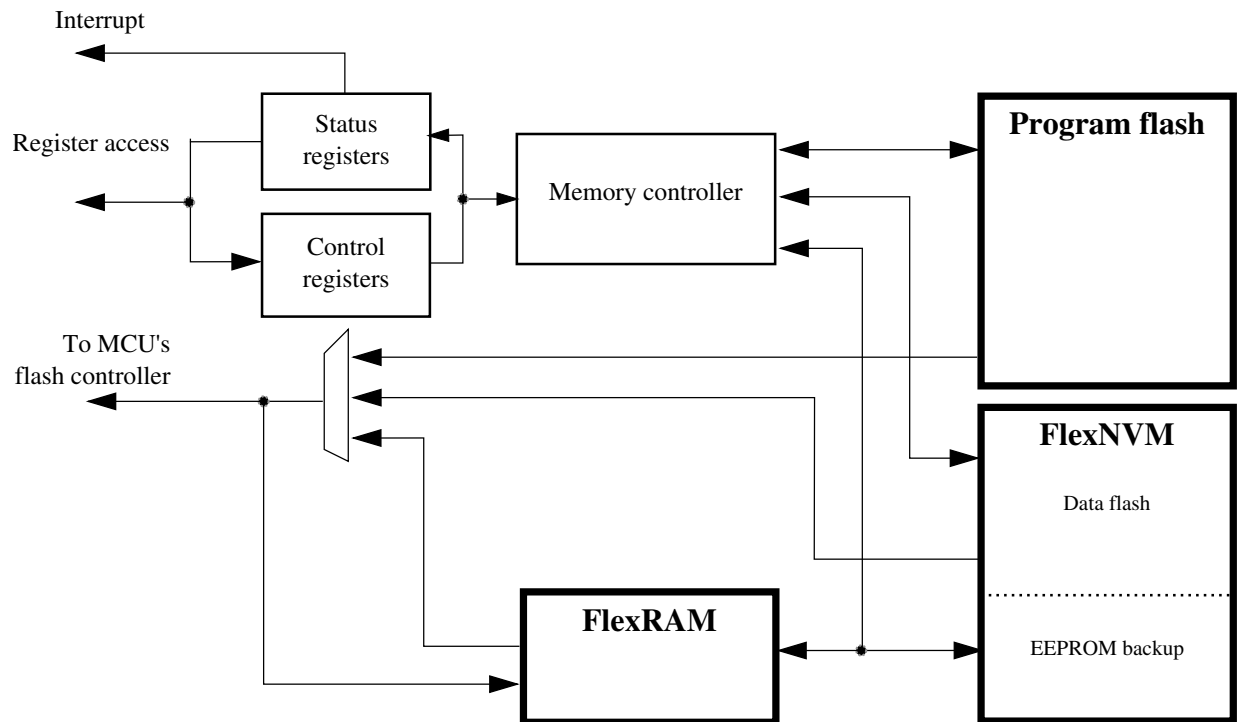 Interrupt
Register access
Status
registers
Control
registers
Memory controller
Program flash
To MCU's
flash controller
FlexNVM
Data flash
EEPROM backup
FlexRAM